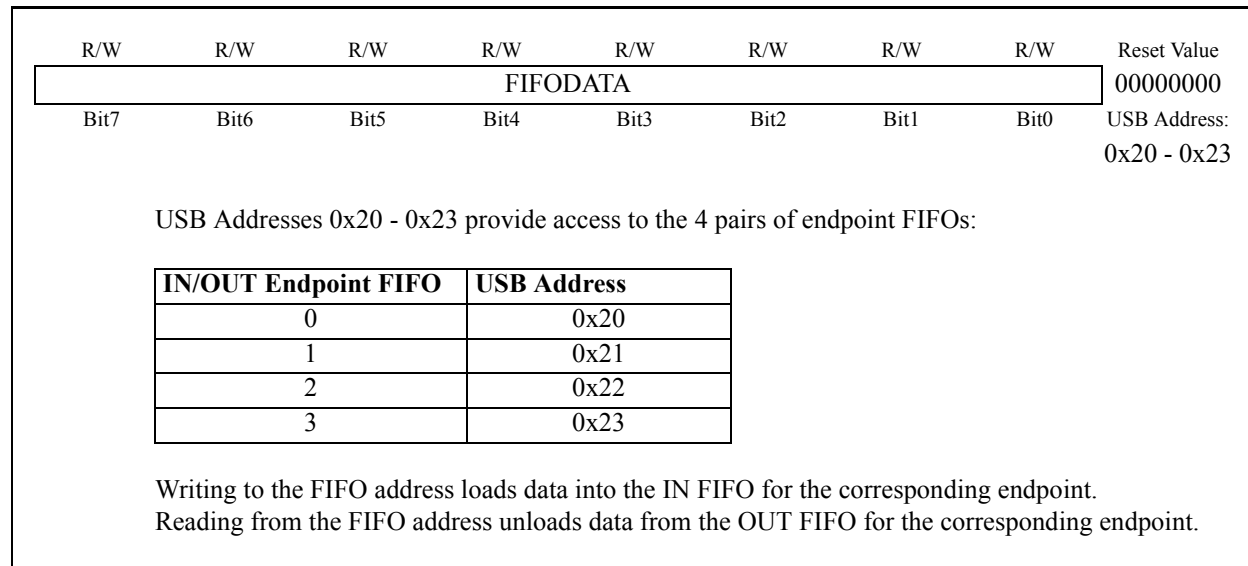 R/W R/W R/W R/W R/W R/W R/W R/W Reset Value
FIFODATA 00000000
Bit7 Bit6 Bit5 Bit4 Bit3 Bit2 Bit1 Bit0 USB Address:
0x20 - 0x23
USB Addresses 0x20 - 0x23 provide access to the 4 pairs of endpoint FIFOs:
IN/OUT Endpoint FIFO USB Address
0 0x20
1 0x21
2 0x22
3 0x23
Writing to the FIFO address loads data into the IN FIFO for the corresponding endpoint.
Reading from the FIFO address unloads data from the OUT FIFO for the corresponding endpoint.